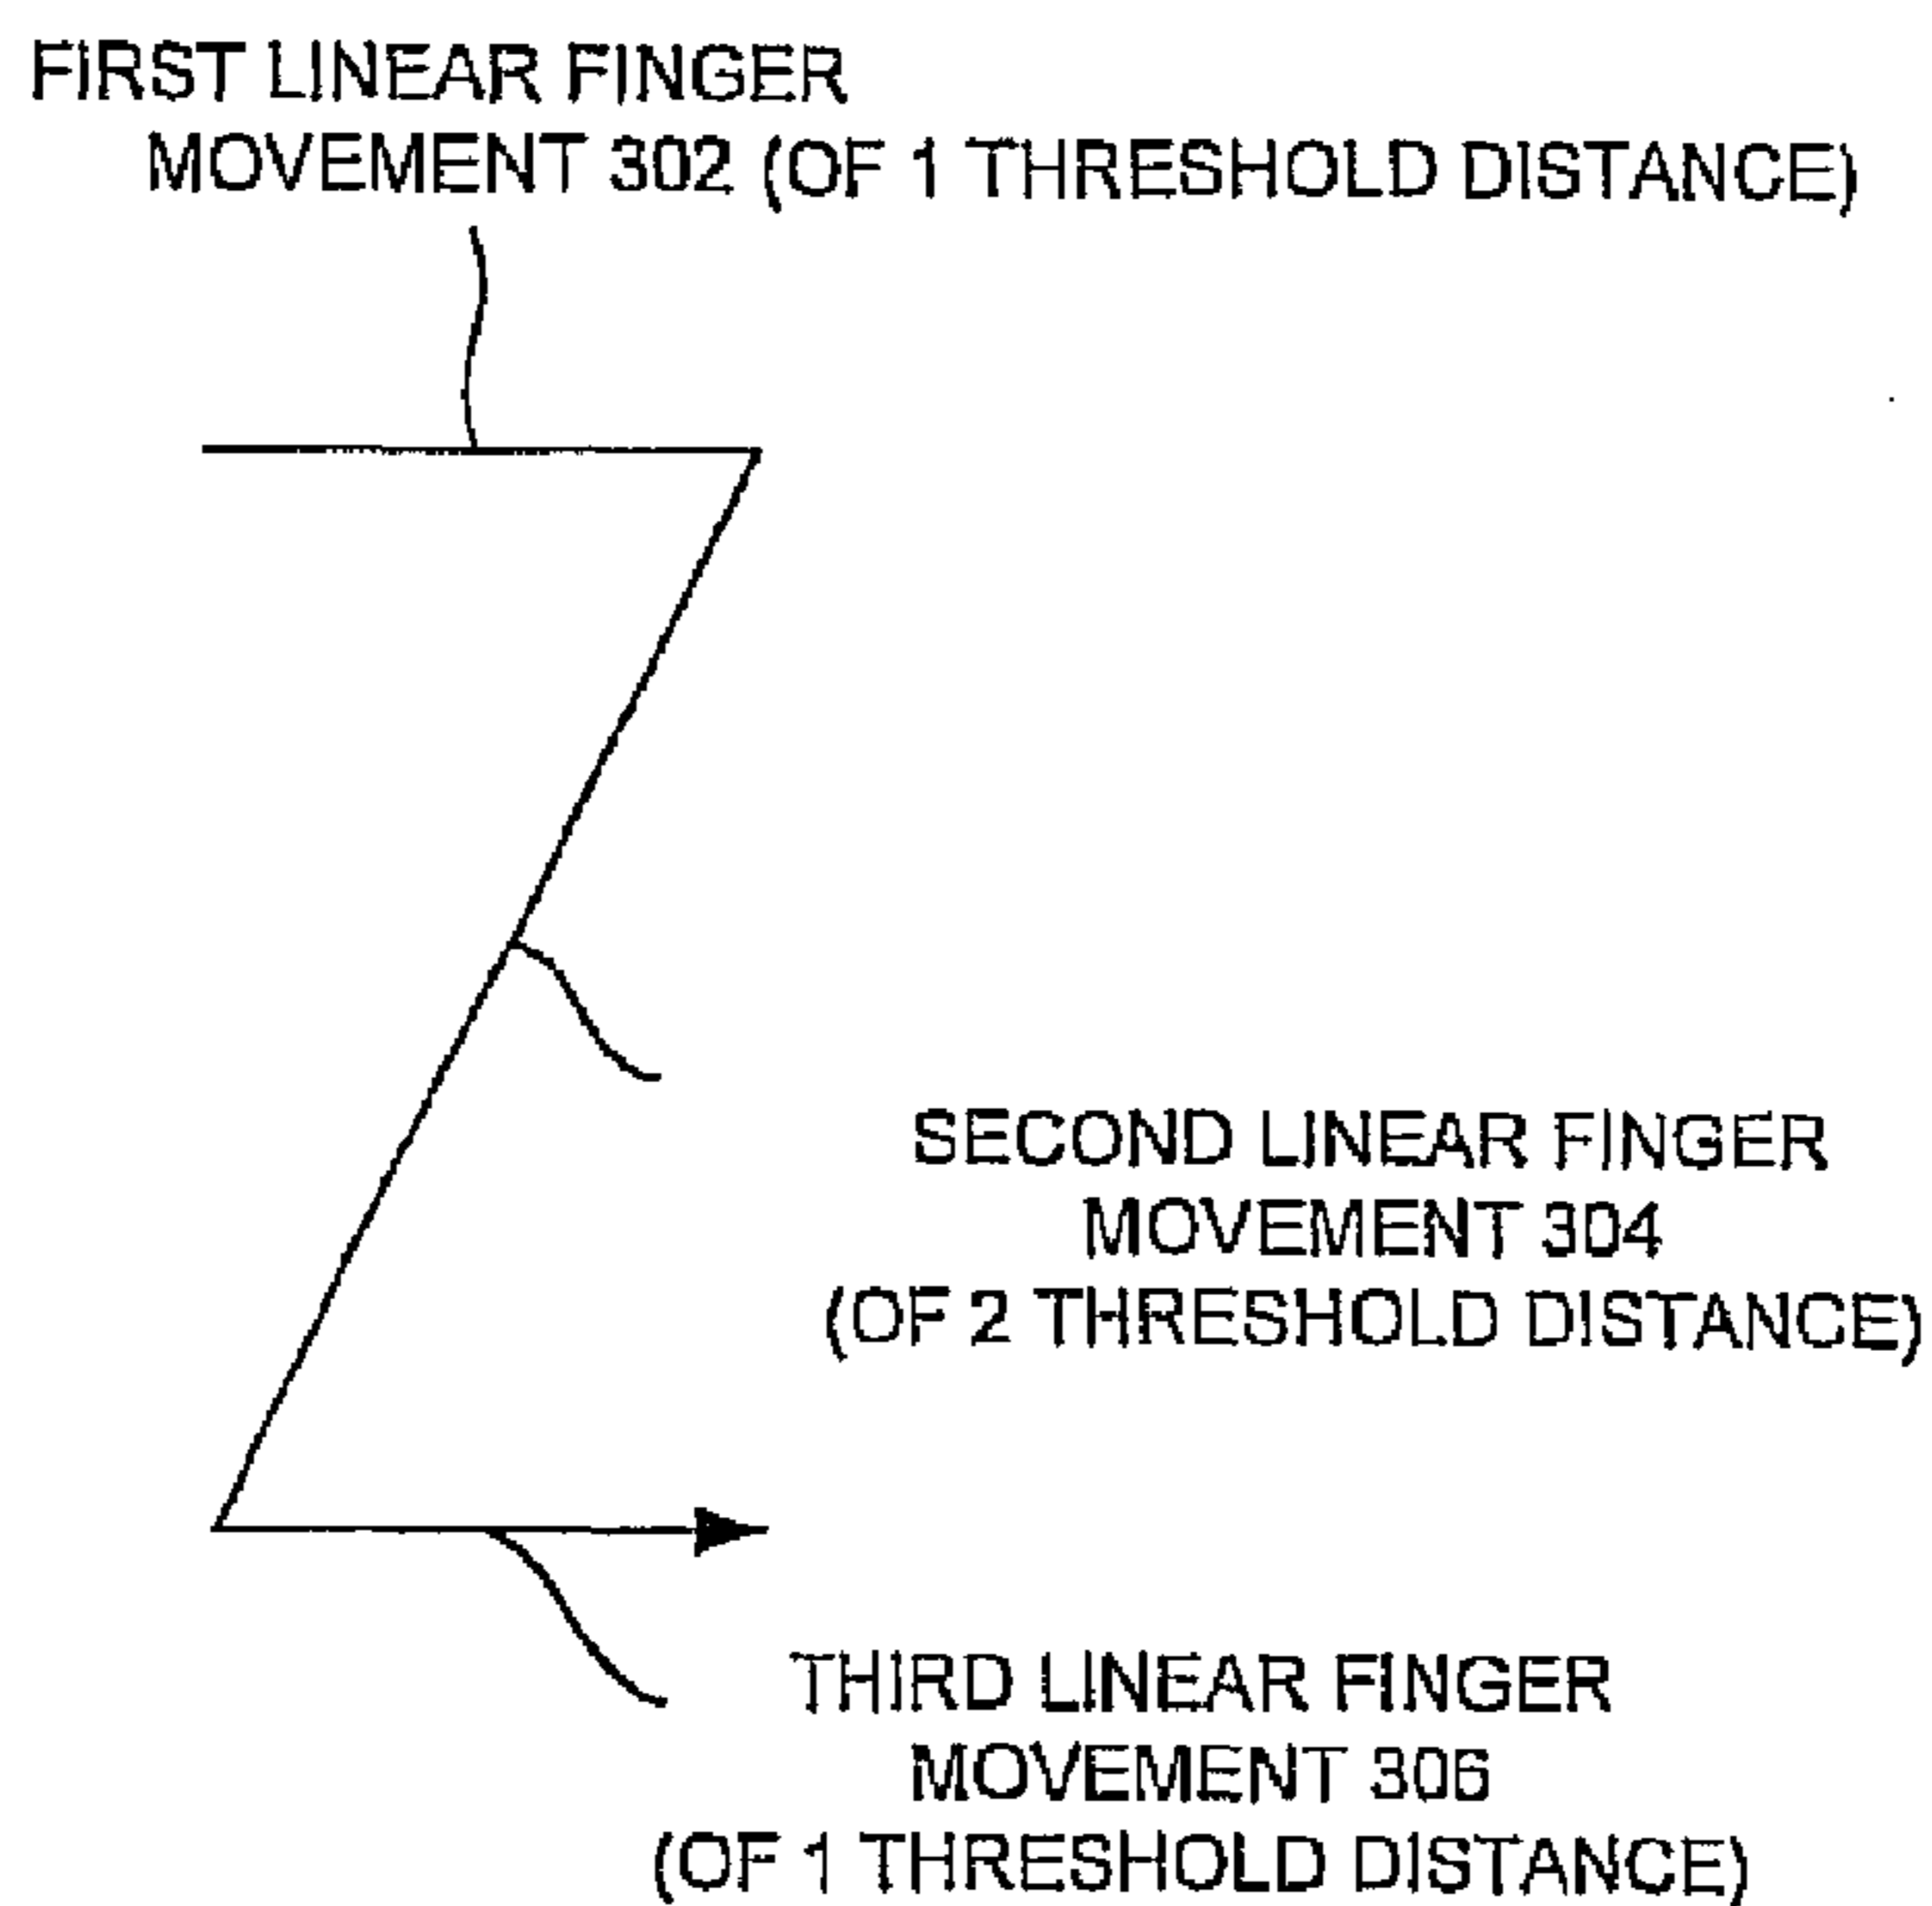 FIRST LINEAR FINGER
MOVEMENT 302 (OF 1 THRESHOLD DISTANCE)
SECOND LINEAR FINGER
MOVEMENT 304
(OF 2 THRESHOLD DISTANCE)
THIRD LINEAR FINGER
MOVEMENT 306
(OF 1 THRESHOLD DISTANCE)